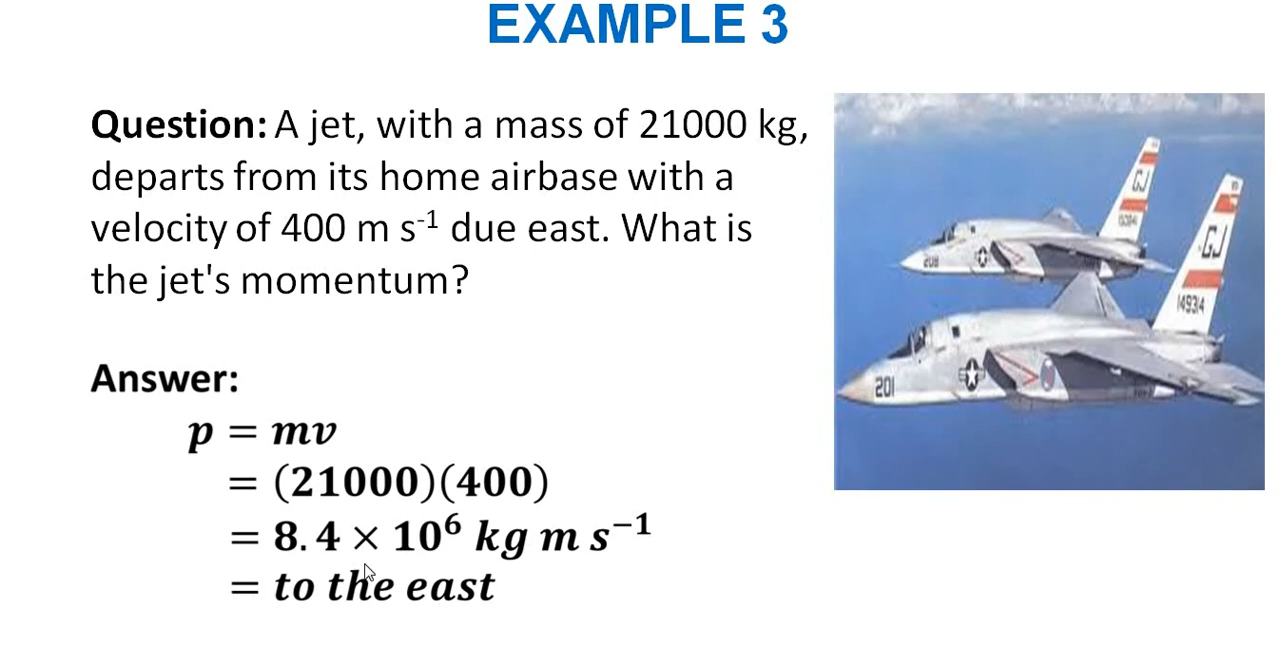 EXAMPLE 3
Question: A jet, with a mass of 21000 kg,
departs from its home airbase with a
velocity of 400 m s⁻¹ due east. What is
the jet's momentum?
Answer:
p = mv
= (21000)(400)
= 8.4 × 10⁶ kg m s⁻¹
= to the east
GJ
208
GJ
149314
201